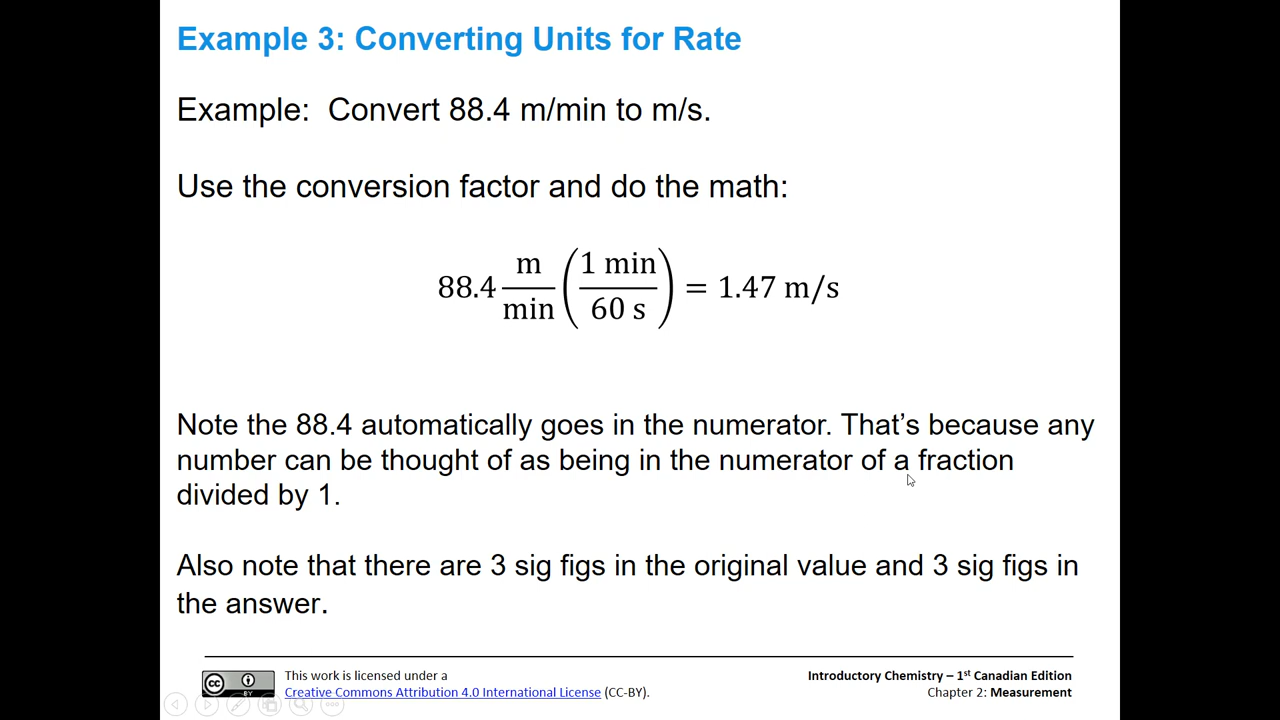 Example 3: Converting Units for Rate
Example:  Convert 88.4 m/min to m/s.
Use the conversion factor and do the math:
88.4 m/min (1 min/60 s) = 1.47 m/s
Note the 88.4 automatically goes in the numerator. That’s because any
number can be thought of as being in the numerator of a fraction
divided by 1.
Also note that there are 3 sig figs in the original value and 3 sig figs in
the answer.
cc BY
This work is licensed under a
Creative Commons Attribution 4.0 International License (CC-BY).
Introductory Chemistry – 1st Canadian Edition
Chapter 2: Measurement